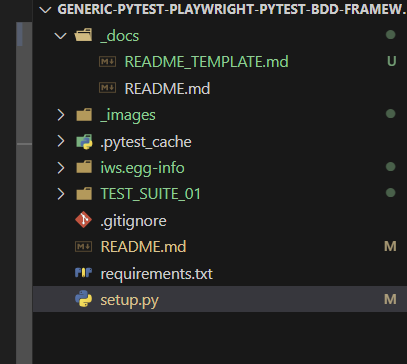 GENERIC-PYTEST-PLAYWRIGHT-PYTEST-BDD-FRAMEW...
_docs
README_TEMPLATE.md U
README.md
_images
.pytest_cache
iws.egg-info
TEST_SUITE_01
.gitignore
README.md M
requirements.txt
setup.py M